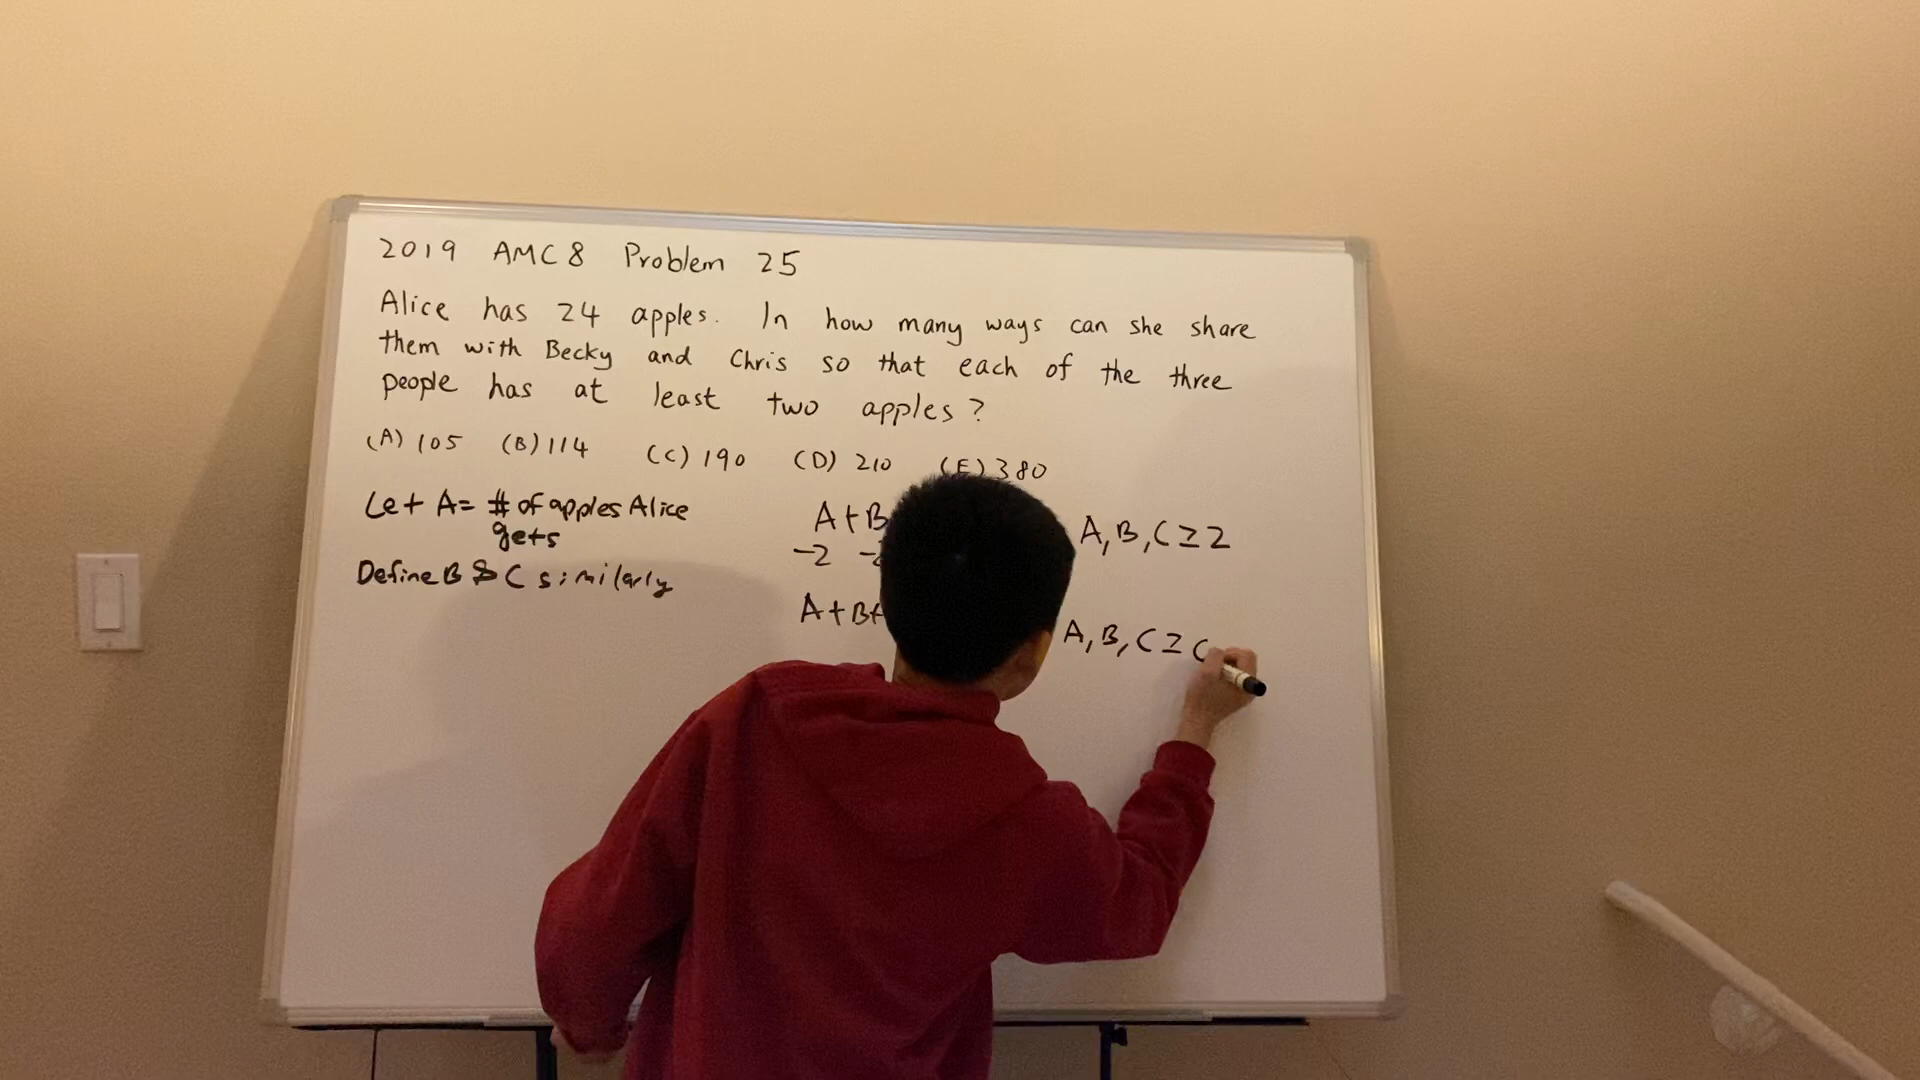 2019 AMC 8 Problem 25
Alice has 24 apples. In how many ways can she share
them with Becky and Chris so that each of the three
people has at least two apples?
(A) 105 (B) 114 (C) 190 (D) 210 (E) 380
Let A = # of apples Alice
gets
Define B & C similarly
A+B
-2
A+B+
A, B, C ≥ 2
A, B, C ≥